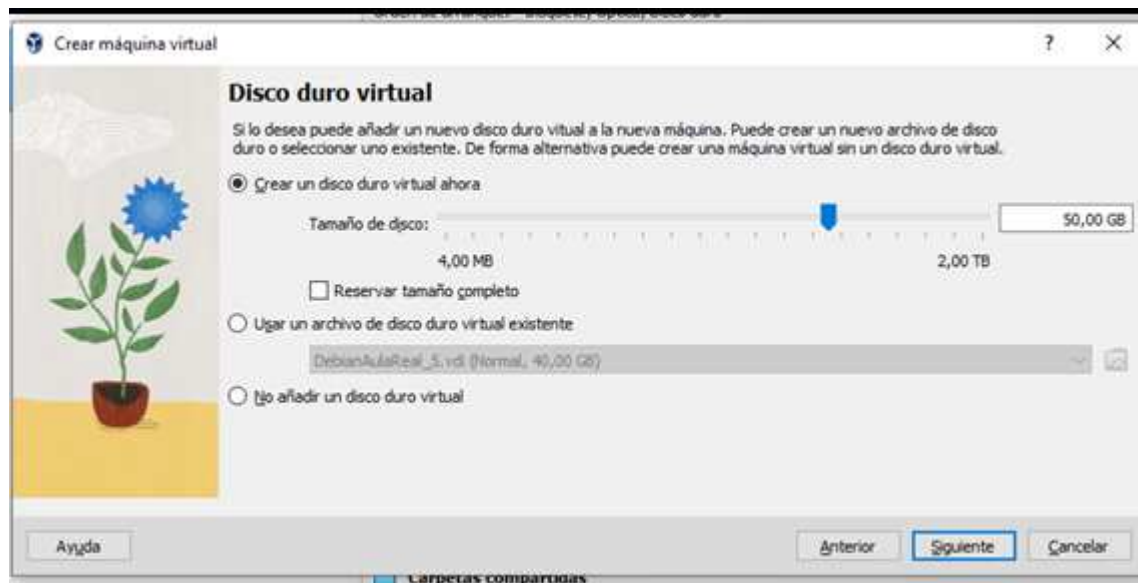 Crear máquina virtual
?
Disco duro virtual
Si lo desea puede añadir un nuevo disco duro vitual a la nueva máquina. Puede crear un nuevo archivo de disco
duro o seleccionar uno existente. De forma alternativa puede crear una máquina virtual sin un disco duro virtual.
Crear un disco duro virtual ahora
Tamaño de disco: 50,00 GB
4,00 MB 2,00 TB
Reservar tamaño completo
Usar un archivo de disco duro virtual existente
DebianAulaReal_5.vdi (Normal, 40,00 GB)
No añadir un disco duro virtual
Ayuda Anterior Siguiente Cancelar
Carpetas compartidas